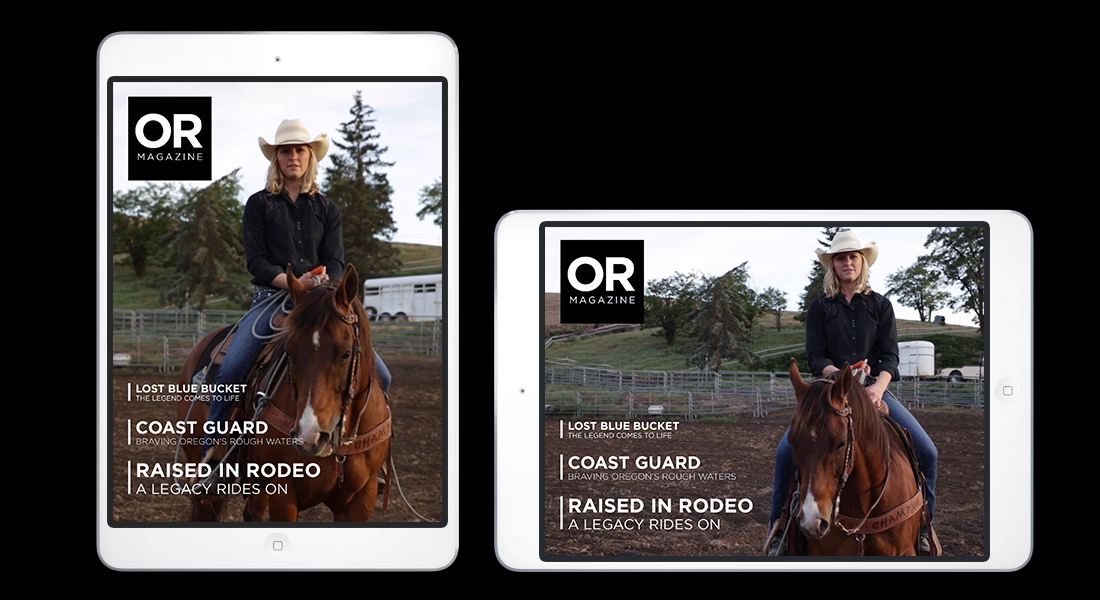 OR
MAGAZINE
LOST BLUE BUCKET
THE LEGEND COMES TO LIFE
COAST GUARD
BRAVING OREGON'S ROUGH WATERS
RAISED IN RODEO
A LEGACY RIDES ON
CHAMP
OR
MAGAZINE
LOST BLUE BUCKET
THE LEGEND COMES TO LIFE
COAST GUARD
BRAVING OREGON'S ROUGH WATERS
RAISED IN RODEO
A LEGACY RIDES ON
CHAMP